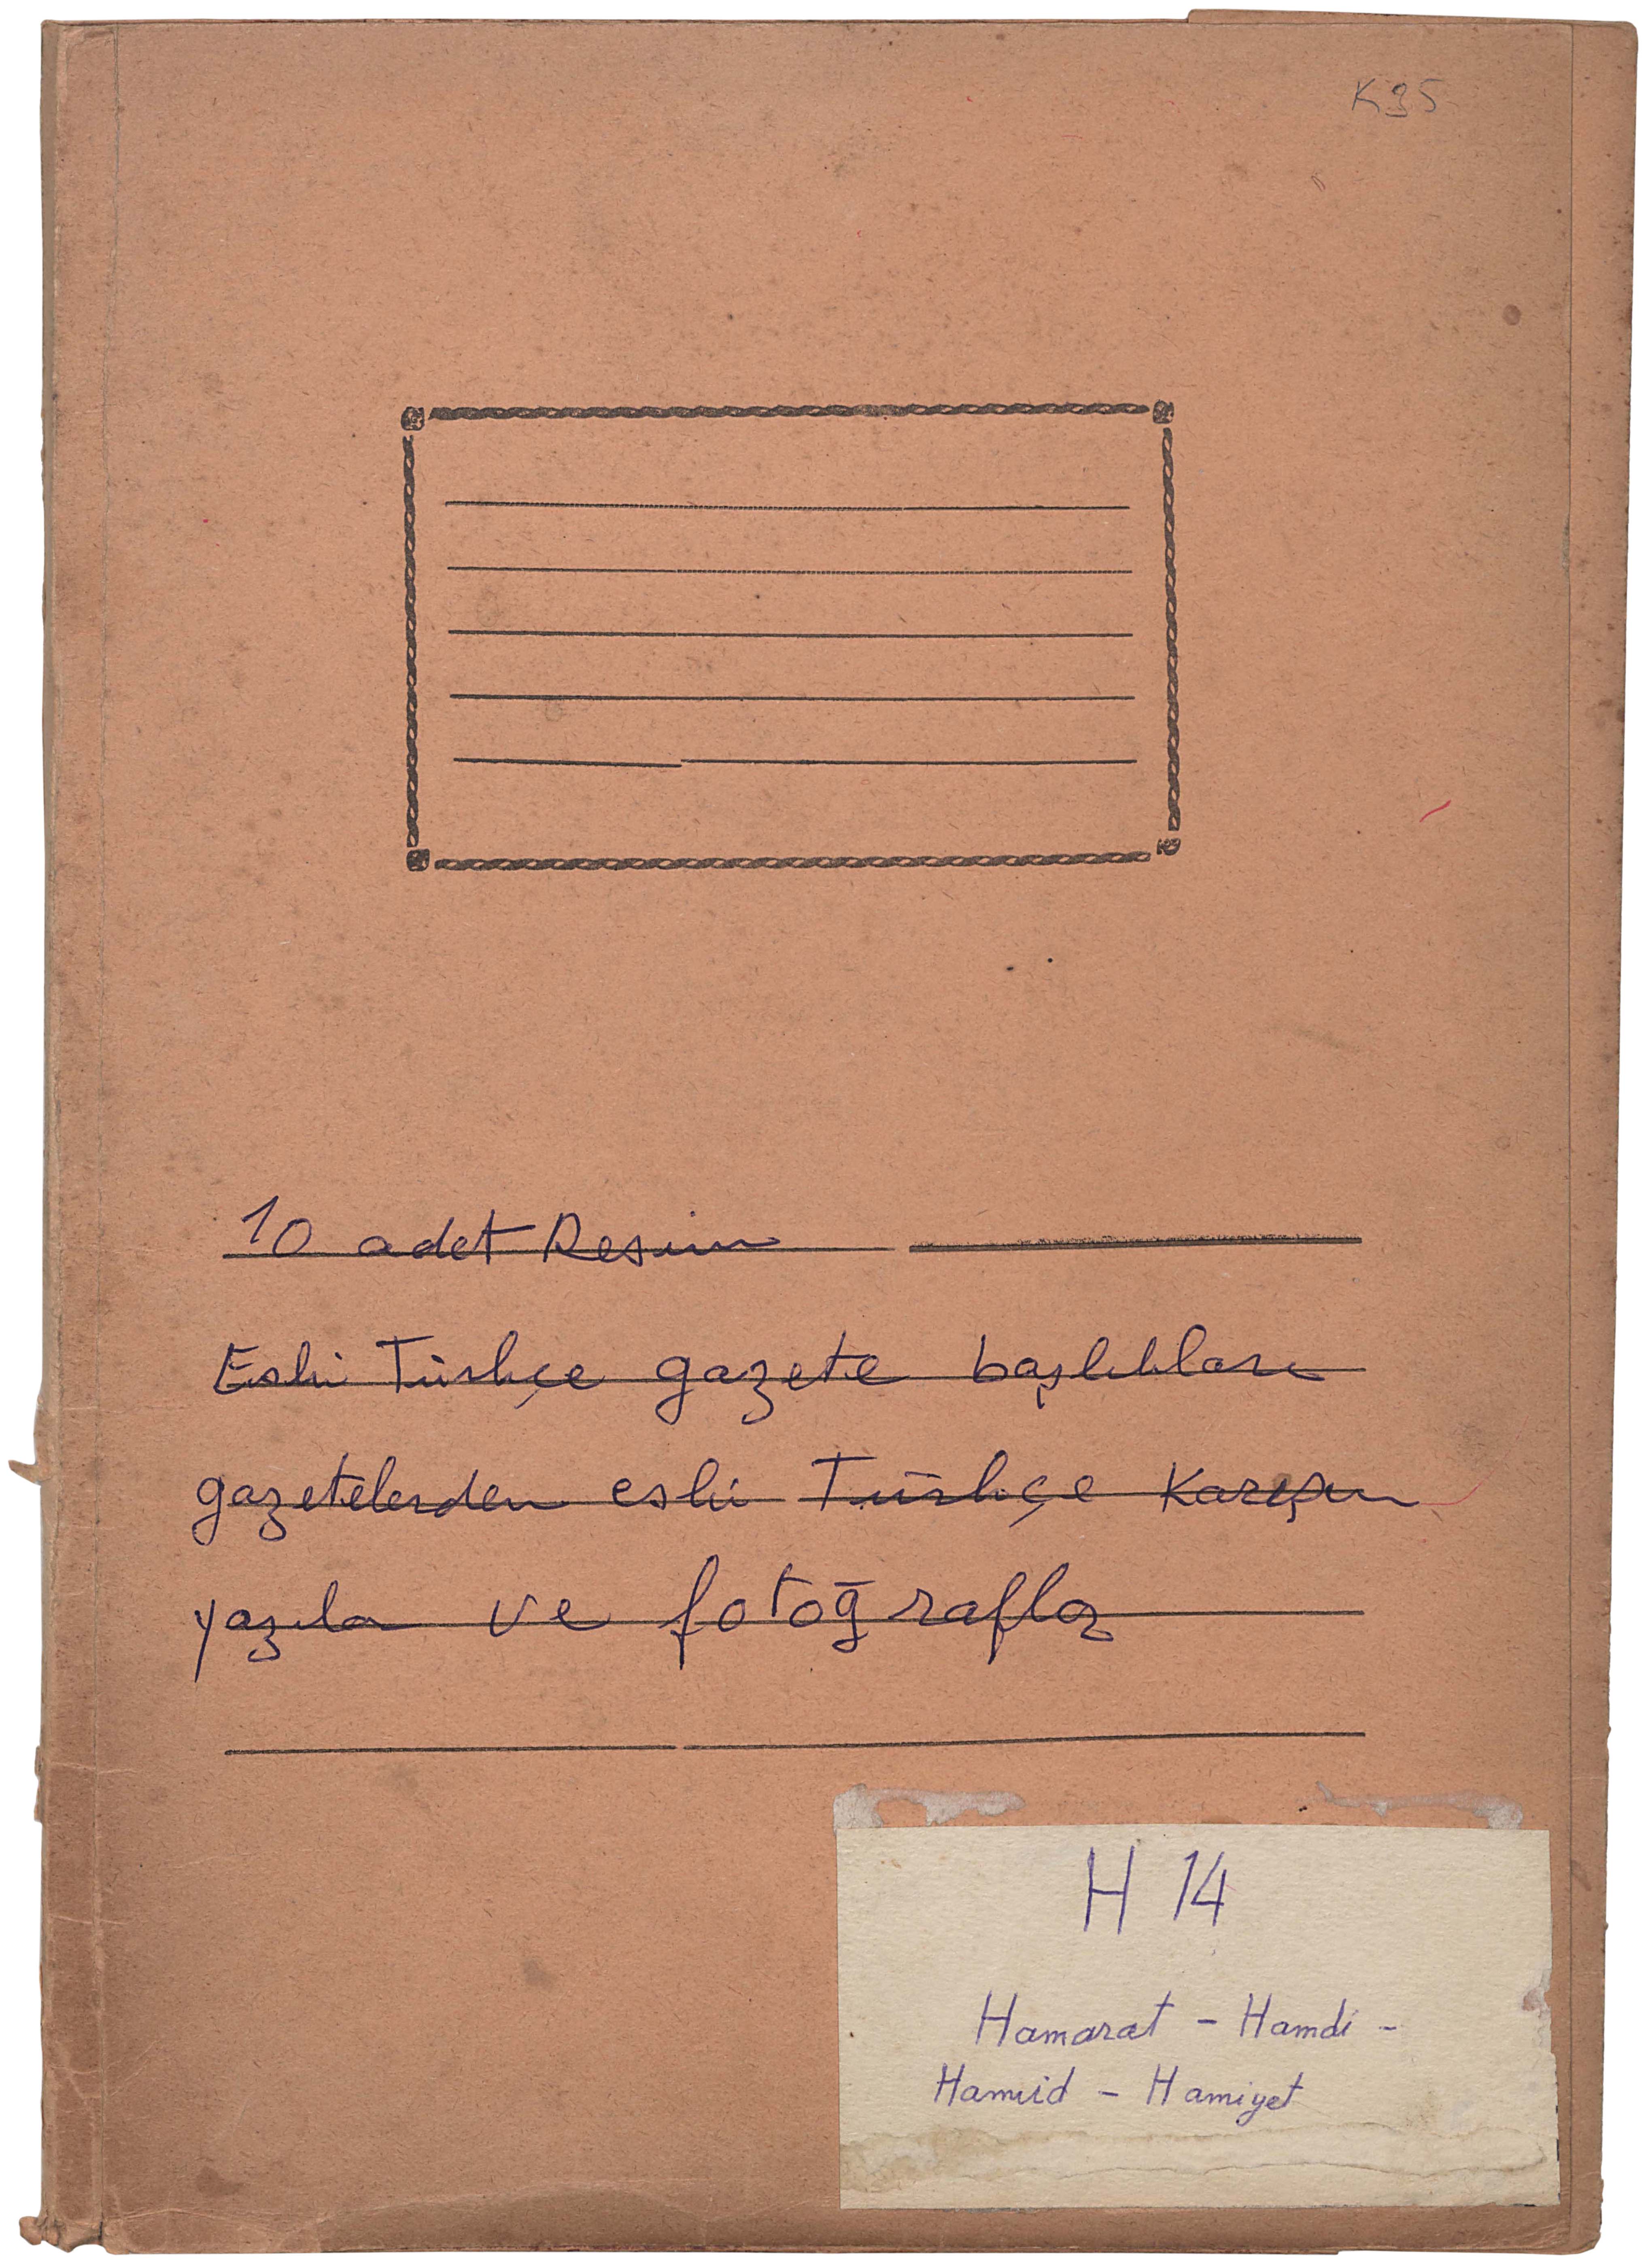 K35
10 adet Resim
Eski Türkçe gazete başlıkları
gazetelerden eski Türkçe Karışım
yazılar ve fotoğraflar
H 14
Hamarat - Hamdi -
Hamid - Hamiyet